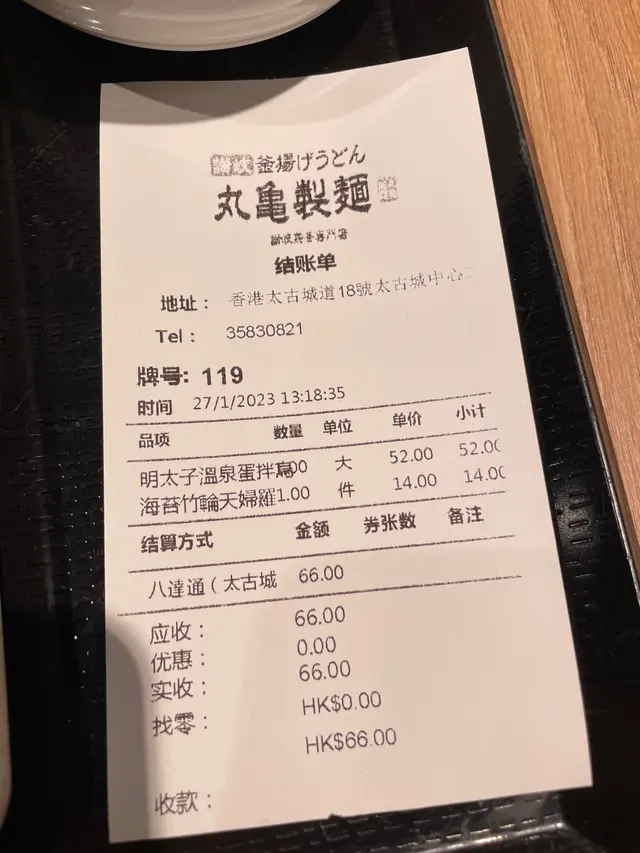 讃岐釜揚げうどん
丸亀製麺
结账单
地址： 香港太古城道18號太古城中心
Tel： 35830821
牌号: 119
时间 27/1/2023 13:18:35
品项 数量 单位 单价 小计
明太子溫泉蛋拌烏 大 52.00 52.00
海苔竹輪天婦羅1.00 件 14.00 14.00
结算方式 金额 券张数 备注
八達通（太古城 66.00
应收： 66.00
优惠： 0.00
实收： 66.00
找零： HK$0.00
HK$66.00
收款：